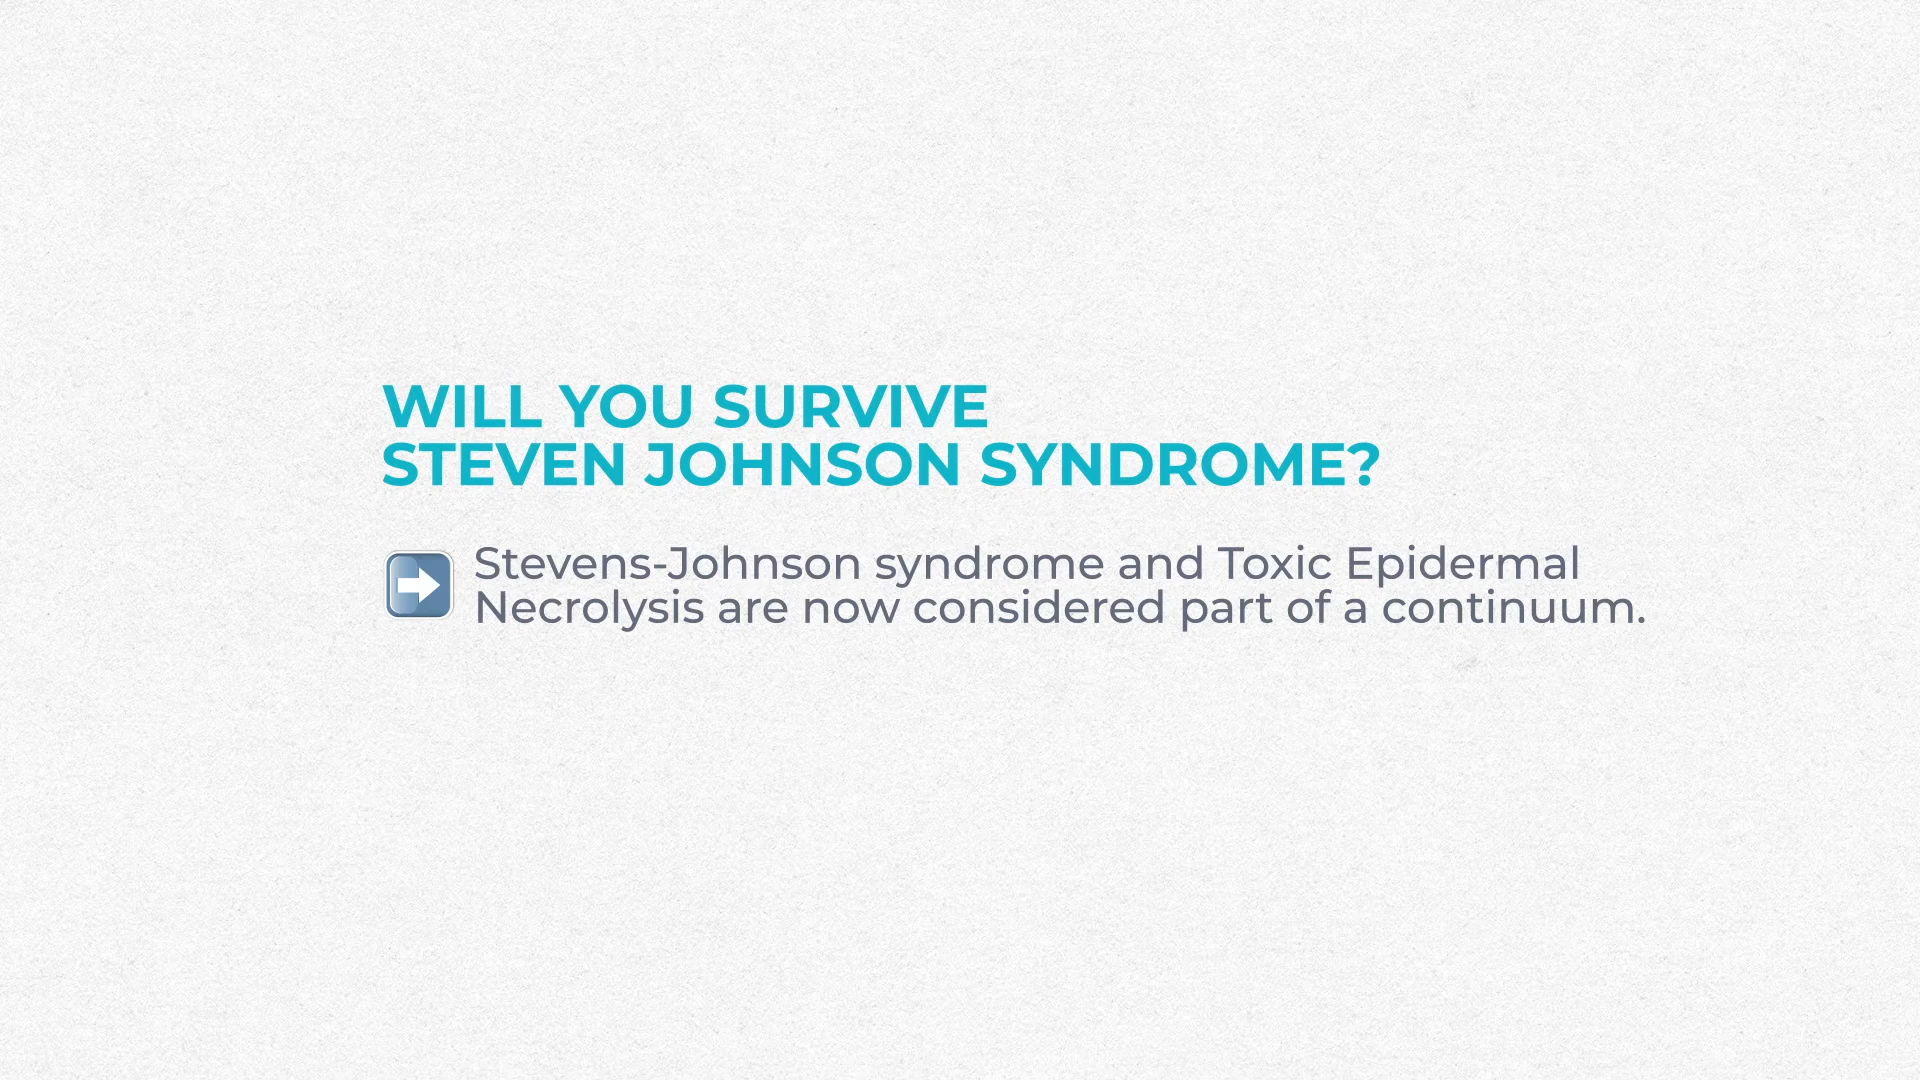 WILL YOU SURVIVE
STEVEN JOHNSON SYNDROME?
Stevens-Johnson syndrome and Toxic Epidermal
Necrolysis are now considered part of a continuum.